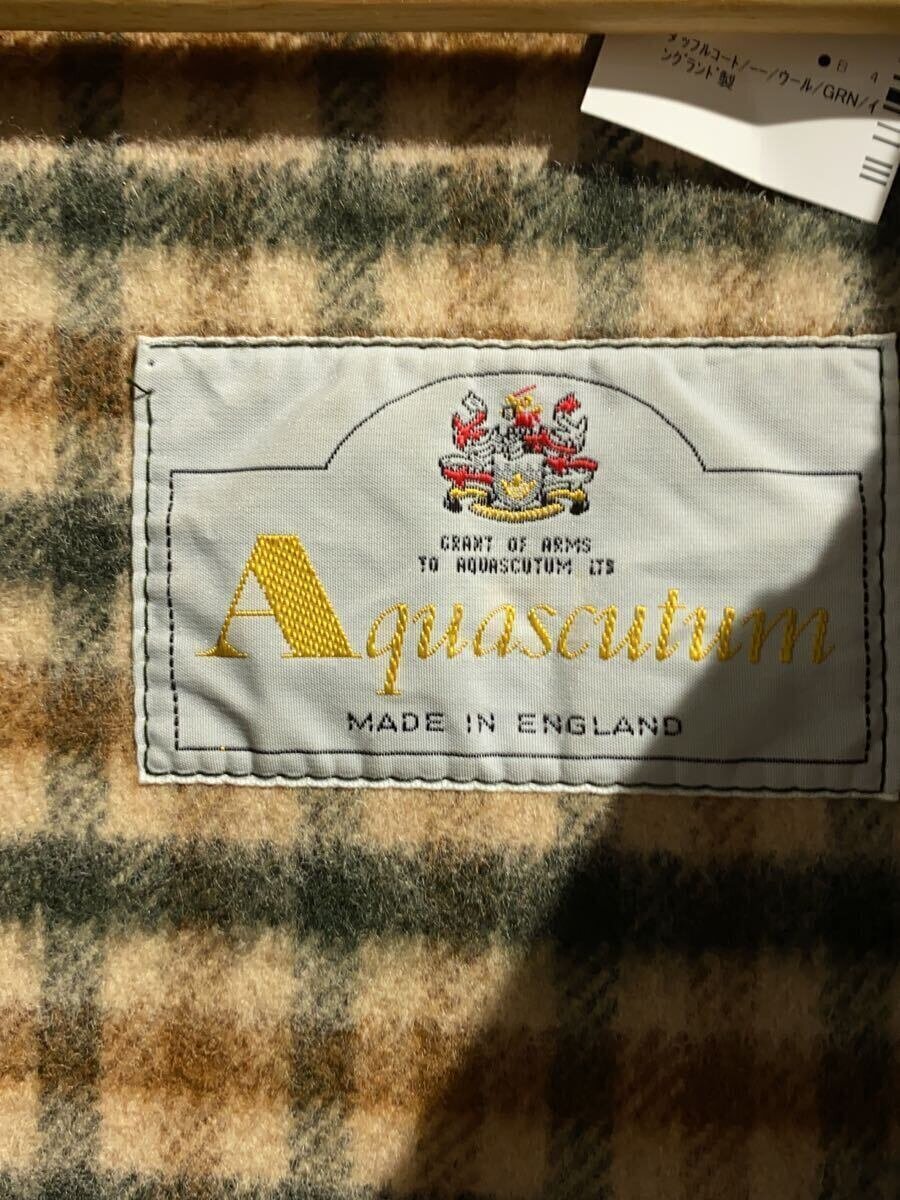 ダッフルコート/ーー/ウール/GRN/イ
ングランド製
GRANT OF ARMS
TO AQUASCUTUM LTD
Aquascutum
MADE IN ENGLAND